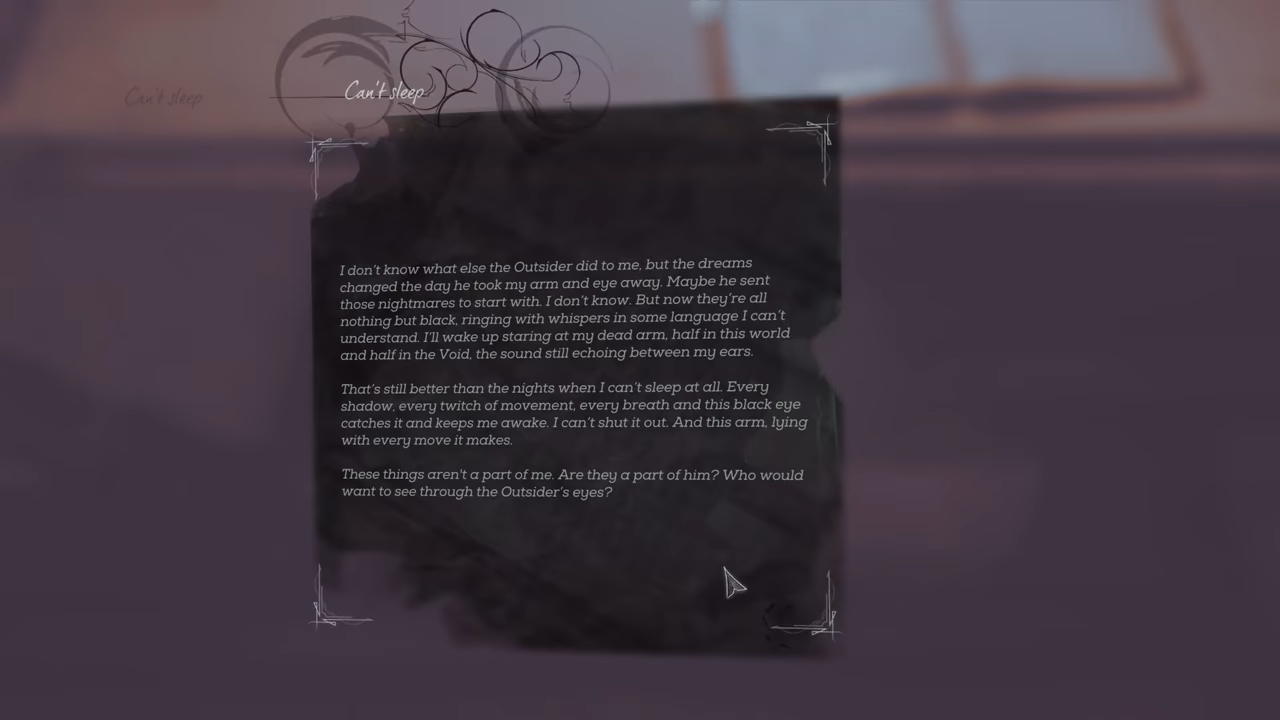 Can't sleep
Can't sleep
I don't know what else the Outsider did to me, but the dreams
changed the day he took my arm and eye away. Maybe he sent
those nightmares to start with. I don't know. But now they're all
nothing but black, ringing with whispers in some language I can't
understand. I'll wake up staring at my dead arm, half in this world
and half in the Void, the sound still echoing between my ears.
That's still better than the nights when I can't sleep at all. Every
shadow, every twitch of movement, every breath and this black eye
catches it and keeps me awake. I can't shut it out. And this arm, lying
with every move it makes.
These things aren't a part of me. Are they a part of him? Who would
want to see through the Outsider's eyes?